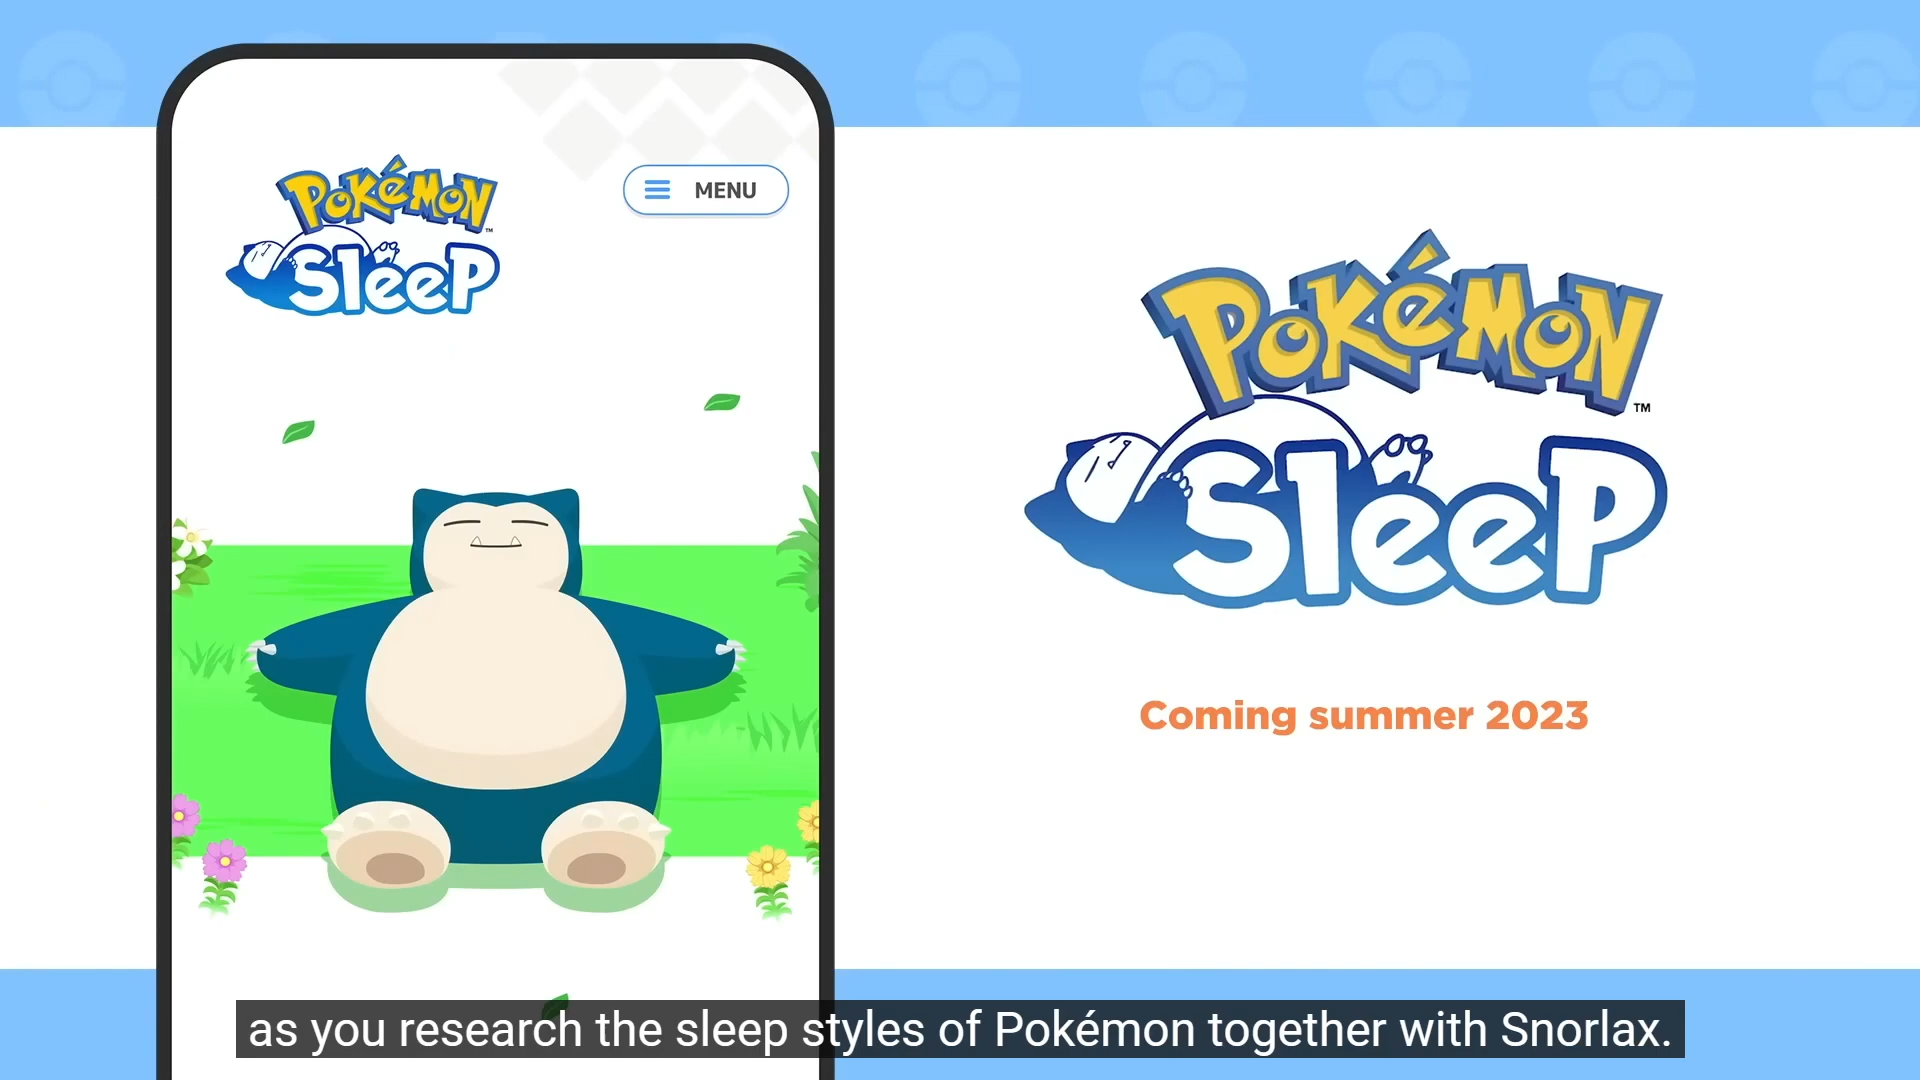 Pokémon
™
Sleep
MENU
Pokémon
™
Sleep
Coming summer 2023
as you research the sleep styles of Pokémon together with Snorlax.